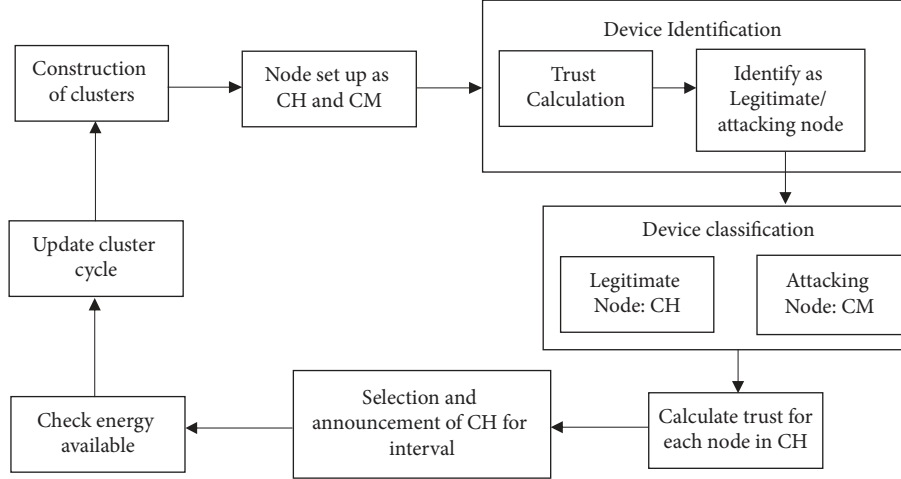 Construction
of clusters
Node set up as
CH and CM
Device Identification
Trust
Calculation
Identify as
Legitimate/
attacking node
Device classification
Legitimate
Node: CH
Attacking
Node: CM
Calculate trust for
each node in CH
Selection and
announcement of CH for
interval
Check energy
available
Update cluster
cycle